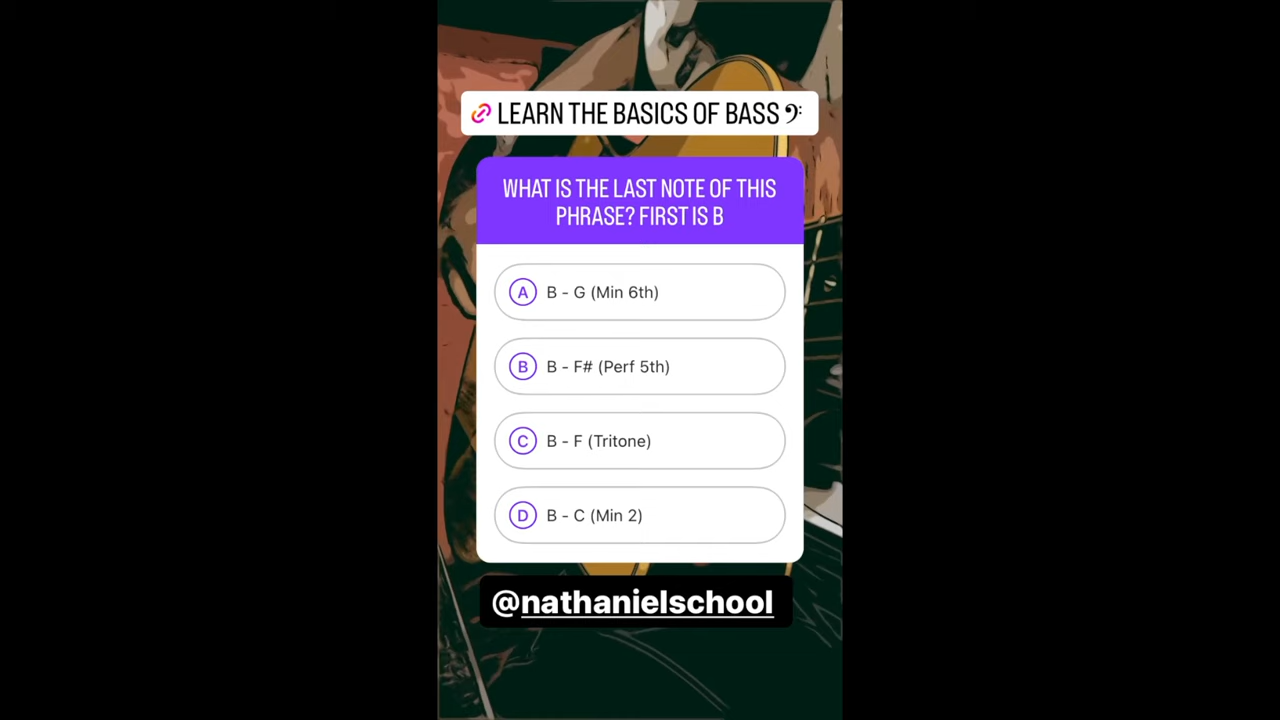 LEARN THE BASICS OF BASS 𝄢
WHAT IS THE LAST NOTE OF THIS
PHRASE? FIRST IS B
A B - G (Min 6th)
B B - F# (Perf 5th)
C B - F (Tritone)
D B - C (Min 2)
@nathanielschool